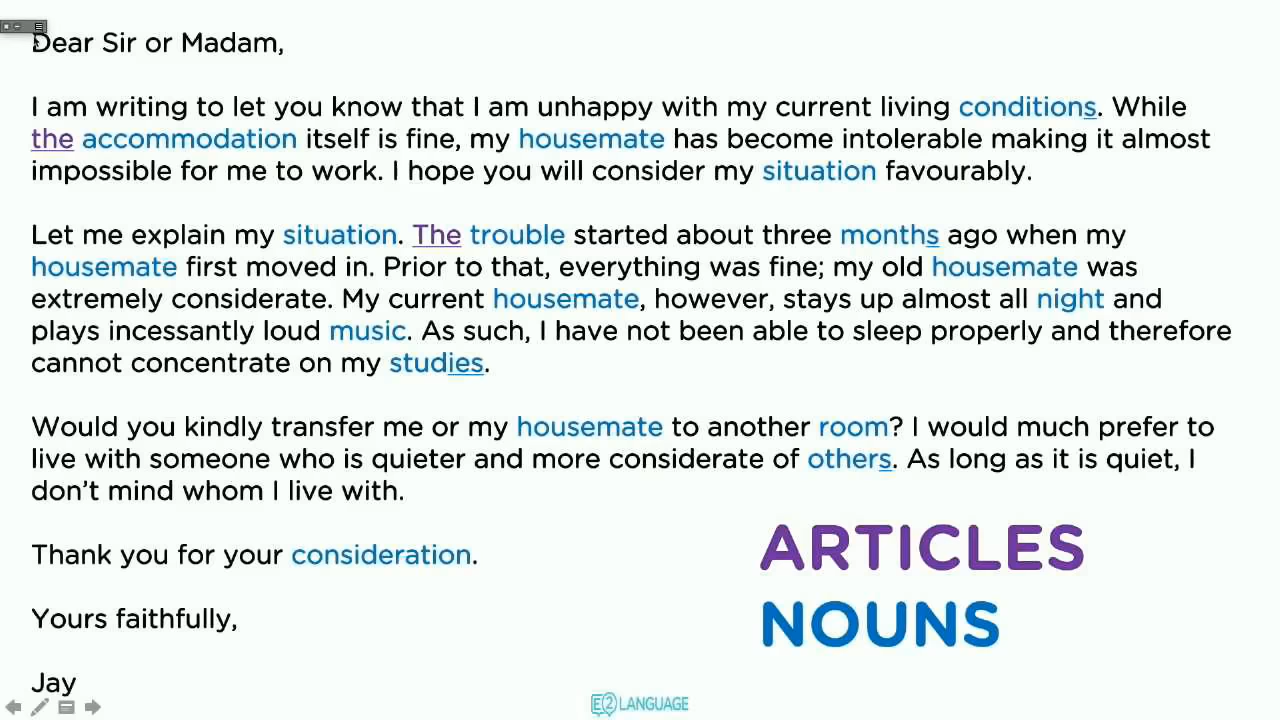 Dear Sir or Madam,
I am writing to let you know that I am unhappy with my current living conditions. While
the accommodation itself is fine, my housemate has become intolerable making it almost
impossible for me to work. I hope you will consider my situation favourably.
Let me explain my situation. The trouble started about three months ago when my
housemate first moved in. Prior to that, everything was fine; my old housemate was
extremely considerate. My current housemate, however, stays up almost all night and
plays incessantly loud music. As such, I have not been able to sleep properly and therefore
cannot concentrate on my studies.
Would you kindly transfer me or my housemate to another room? I would much prefer to
live with someone who is quieter and more considerate of others. As long as it is quiet, I
don’t mind whom I live with.
Thank you for your consideration.
Yours faithfully,
Jay
ARTICLES
NOUNS
E2 LANGUAGE